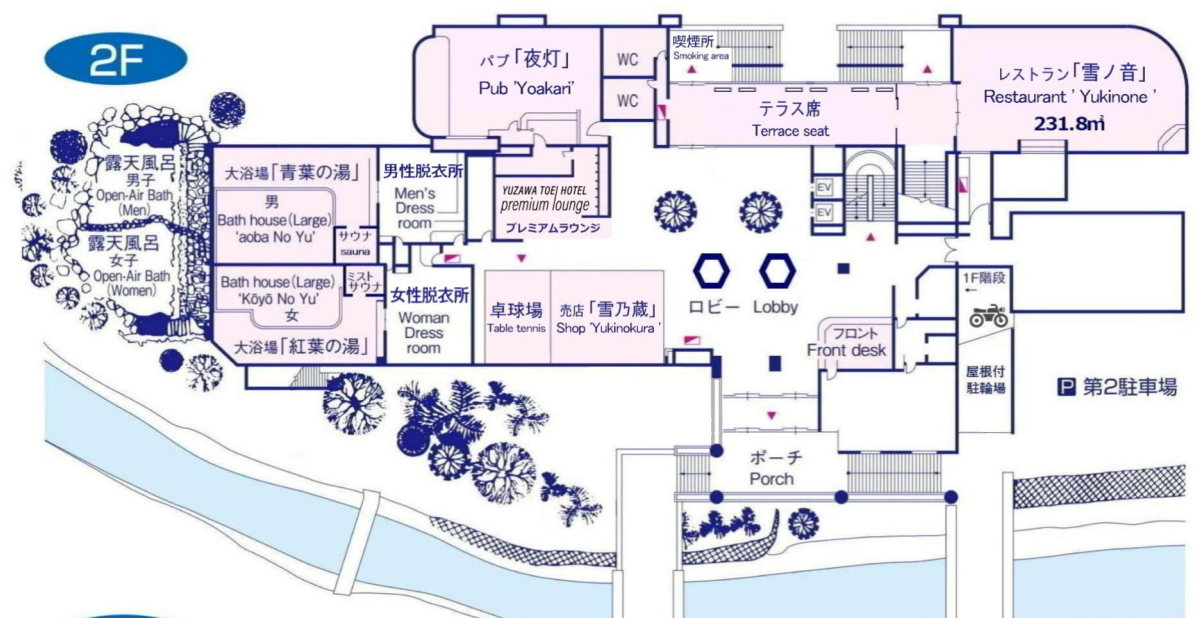 2F
パブ「夜灯」
Pub 'Yoakari'
WC
WC
喫煙所
Smoking area
テラス席
Terrace seat
レストラン「雪ノ音」
Restaurant ' Yukinone '
231.8㎡
露天風呂
男子
Open-Air Bath
(Men)
露天風呂
女子
Open-Air Bath
(Women)
大浴場「青葉の湯」
男
Bath house(Large)
'aoba No Yu'
サウナ
sauna
男性脱衣所
Men's
Dress
room
YUZAWA TOEI HOTEL
premium lounge
プレミアムラウンジ
EV
EV
Bath house(Large)
'Kōyō No Yu'
女
大浴場「紅葉の湯」
ミスト
サウナ
女性脱衣所
Woman
Dress
room
卓球場
Table tennis
売店「雪乃蔵」
Shop 'Yukinokura '
ロビー Lobby
フロント
Front desk
1F階段
←
屋根付
駐輪場
P 第2駐車場
ポーチ
Porch